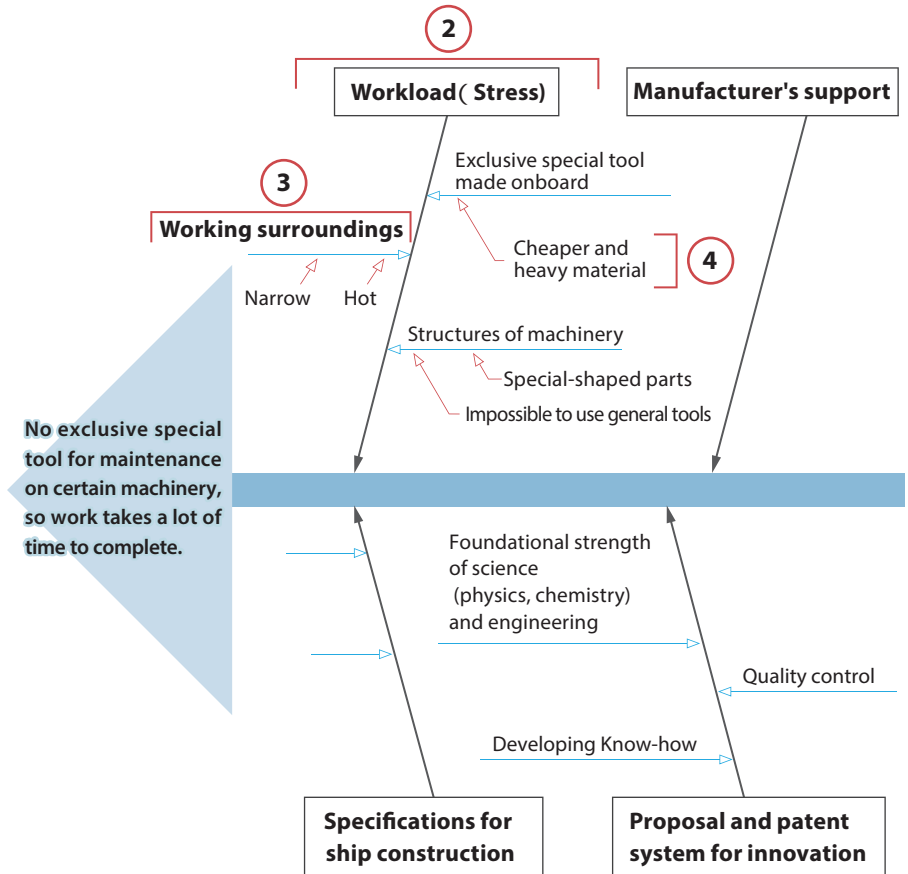 2
Workload( Stress)
Manufacturer's support
Exclusive special tool
made onboard
3
Working surroundings
Cheaper and
heavy material
4
Narrow
Hot
Structures of machinery
Special-shaped parts
Impossible to use general tools
No exclusive special
tool for maintenance
on certain machinery,
so work takes a lot of
time to complete.
Foundational strength
of science
(physics, chemistry)
and engineering
Quality control
Developing Know-how
Specifications for
ship construction
Proposal and patent
system for innovation